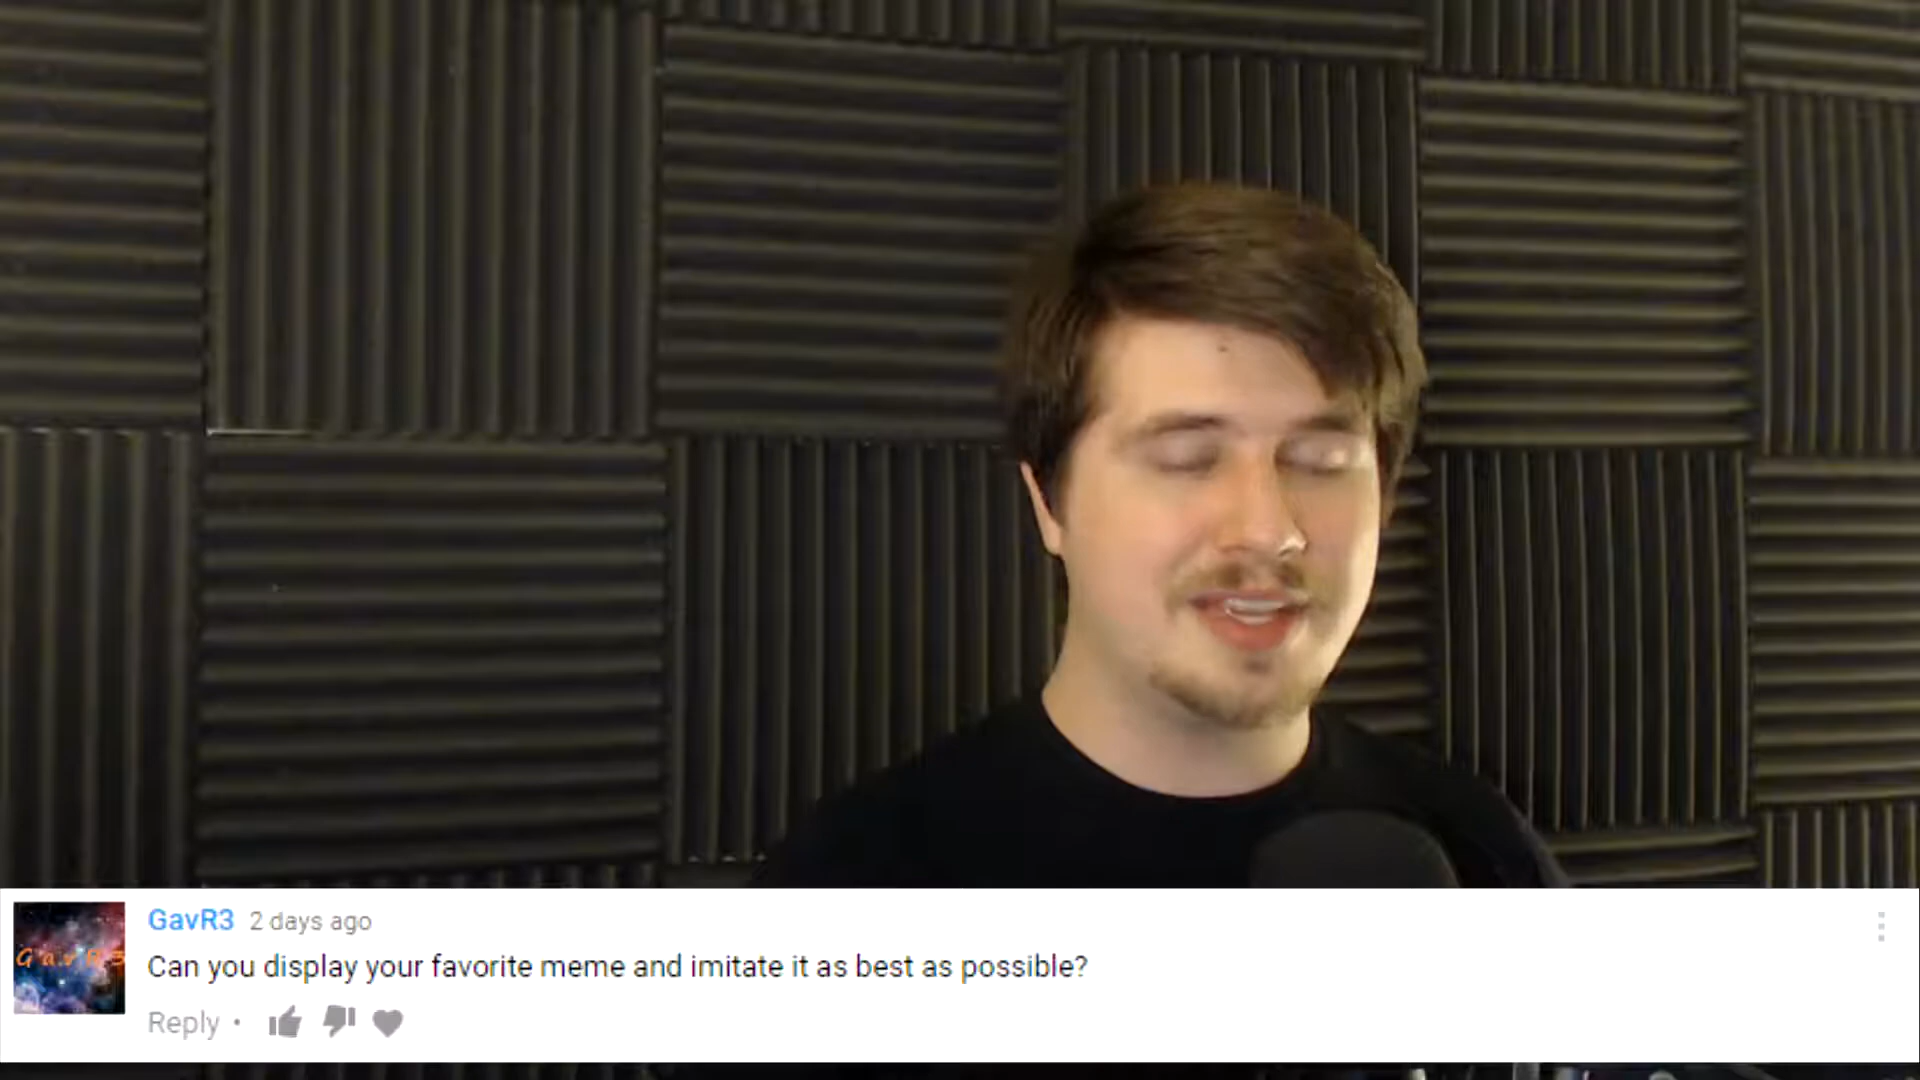 GavR3 2 days ago
Can you display your favorite meme and imitate it as best as possible?
Reply •